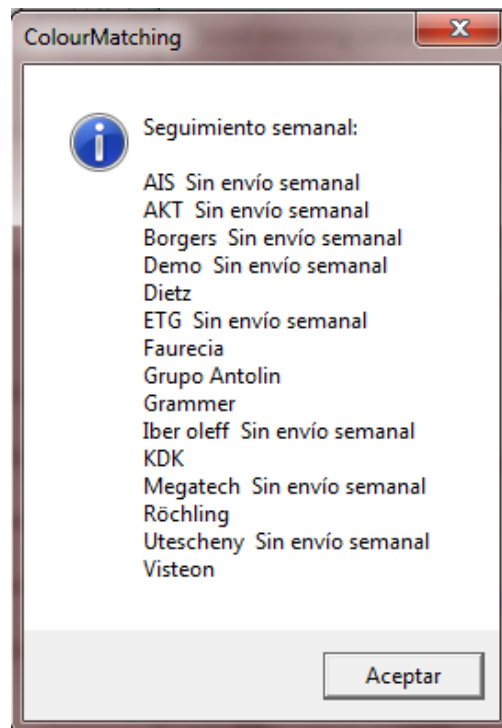 ColourMatching
Seguimiento semanal:
AIS  Sin envío semanal
AKT  Sin envío semanal
Borgers  Sin envío semanal
Demo  Sin envío semanal
Dietz
ETG  Sin envío semanal
Faurecia
Grupo Antolin
Grammer
Iber oleff  Sin envío semanal
KDK
Megatech  Sin envío semanal
Röchling
Utescheny  Sin envío semanal
Visteon
Aceptar